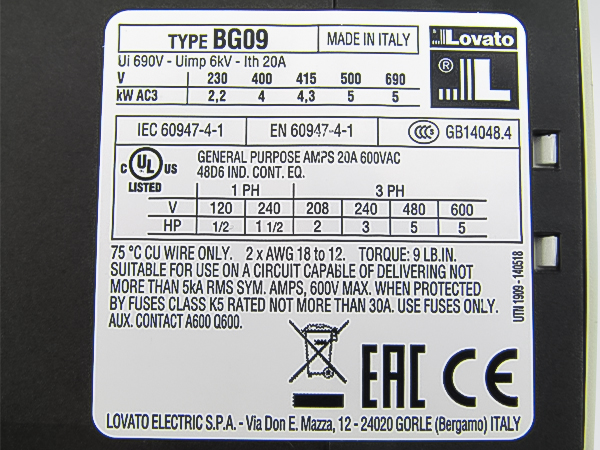 TYPE BG09
MADE IN ITALY
Lovato
Ui 690V - Uimp 6kV - Ith 20A
V 230 400 415 500 690
kW AC3 2,2 4 4,3 5 5
® L
IEC 60947-4-1 EN 60947-4-1 CCC GB14048.4
C UL US LISTED
GENERAL PURPOSE AMPS 20A 600VAC
48D6 IND. CONT. EQ.
1 PH 3 PH
V 120 240 208 240 480 600
HP 1/2 1 1/2 2 3 5 5
75 °C CU WIRE ONLY. 2 x AWG 18 to 12. TORQUE: 9 LB.IN.
SUITABLE FOR USE ON A CIRCUIT CAPABLE OF DELIVERING NOT
MORE THAN 5kA RMS SYM. AMPS, 600V MAX. WHEN PROTECTED
BY FUSES CLASS K5 RATED NOT MORE THAN 30A. USE FUSES ONLY.
AUX. CONTACT A600 Q600.
UTN 1909 - 140518
EAC CE
LOVATO ELECTRIC S.P.A. - Via Don E. Mazza, 12 - 24020 GORLE (Bergamo) ITALY